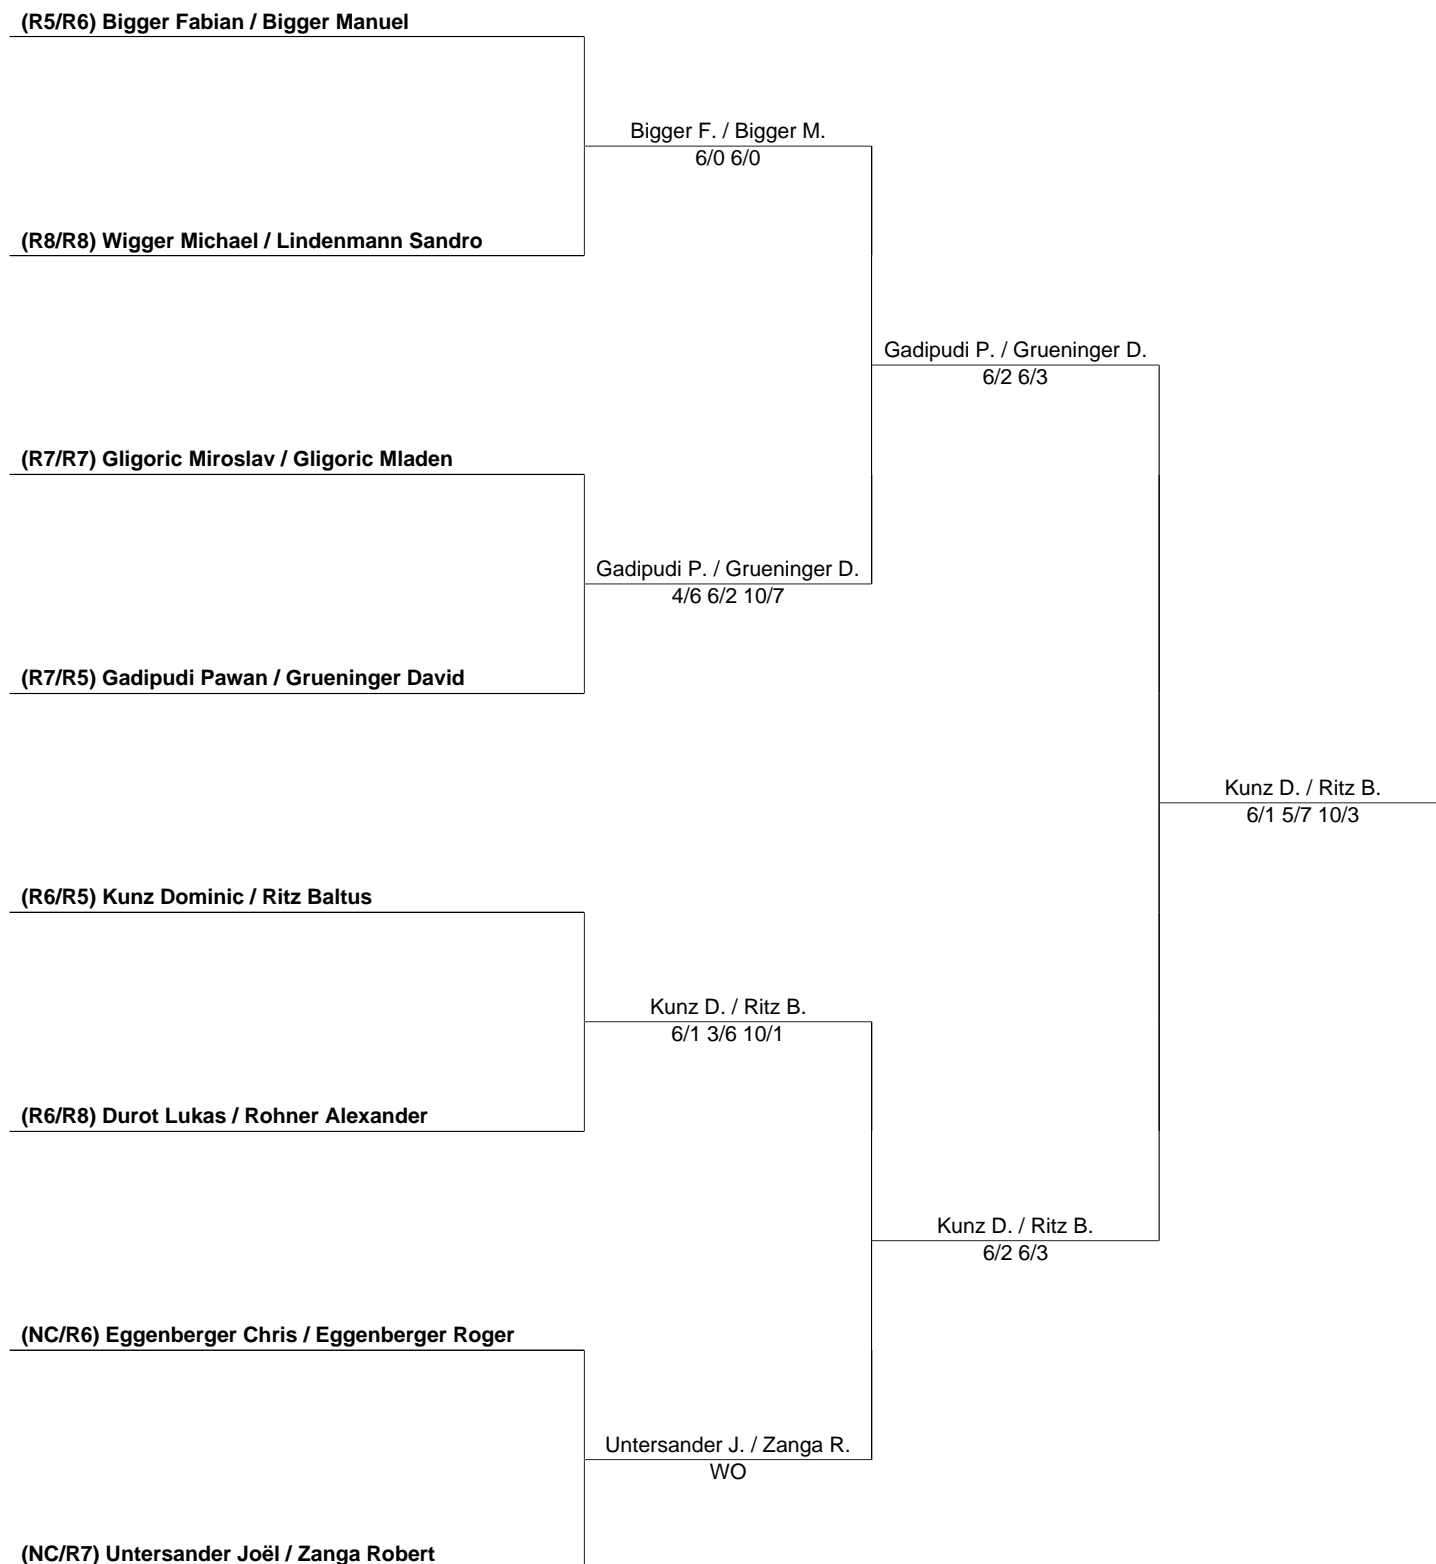 (R5/R6) Bigger Fabian / Bigger Manuel
Bigger F. / Bigger M.
6/0 6/0
(R8/R8) Wigger Michael / Lindenmann Sandro
Gadipudi P. / Grueninger D.
6/2 6/3
(R7/R7) Gligoric Miroslav / Gligoric Mladen
Gadipudi P. / Grueninger D.
4/6 6/2 10/7
(R7/R5) Gadipudi Pawan / Grueninger David
Kunz D. / Ritz B.
6/1 5/7 10/3
(R6/R5) Kunz Dominic / Ritz Baltus
Kunz D. / Ritz B.
6/1 3/6 10/1
(R6/R8) Durot Lukas / Rohner Alexander
Kunz D. / Ritz B.
6/2 6/3
(NC/R6) Eggenberger Chris / Eggenberger Roger
Untersander J. / Zanga R.
WO
(NC/R7) Untersander Joël / Zanga Robert